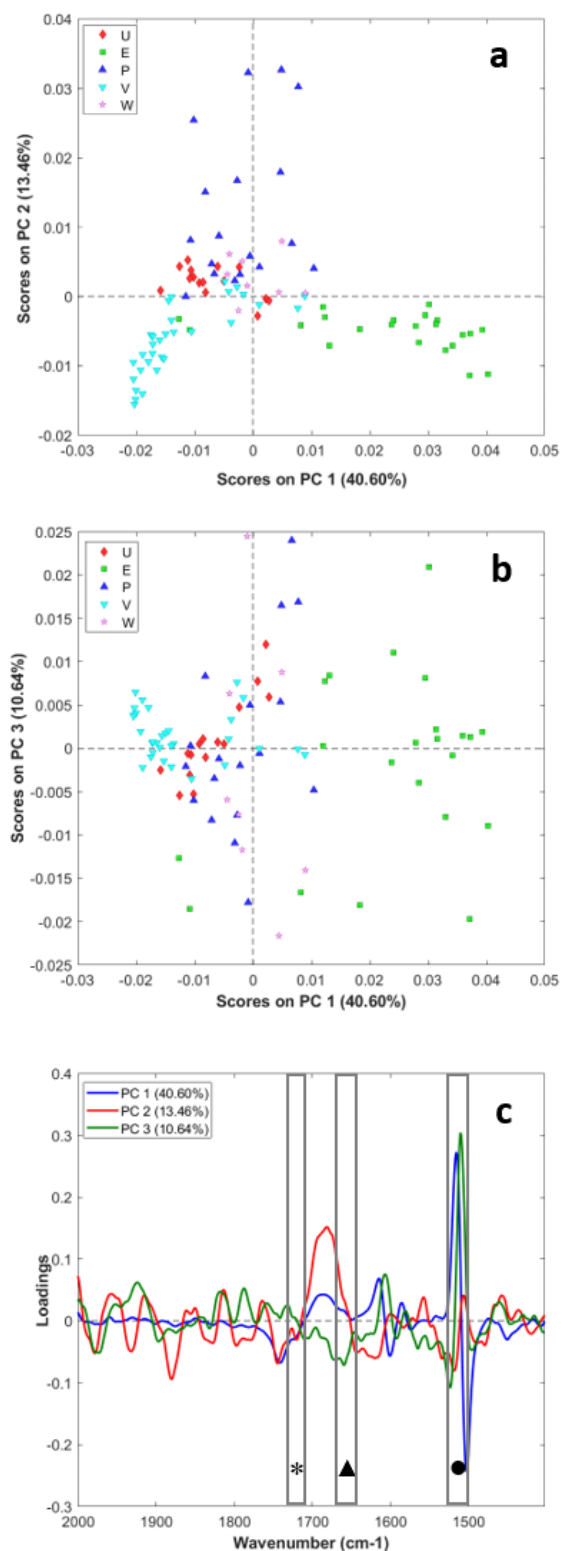 a
U
E
P
V
W
0.04
0.03
0.02
0.01
0
-0.01
-0.02
Scores on PC 2 (13.46%)
-0.03 -0.02 -0.01 0 0.01 0.02 0.03 0.04 0.05
Scores on PC 1 (40.60%)
b
U
E
P
V
W
0.025
0.02
0.015
0.01
0.005
0
-0.005
-0.01
-0.015
-0.02
-0.025
Scores on PC 3 (10.64%)
-0.03 -0.02 -0.01 0 0.01 0.02 0.03 0.04 0.05
Scores on PC 1 (40.60%)
c
PC 1 (40.60%)
PC 2 (13.46%)
PC 3 (10.64%)
0.4
0.3
0.2
0.1
0
-0.1
-0.2
-0.3
Loadings
*
2000 1900 1800 1700 1600 1500
Wavenumber (cm-1)